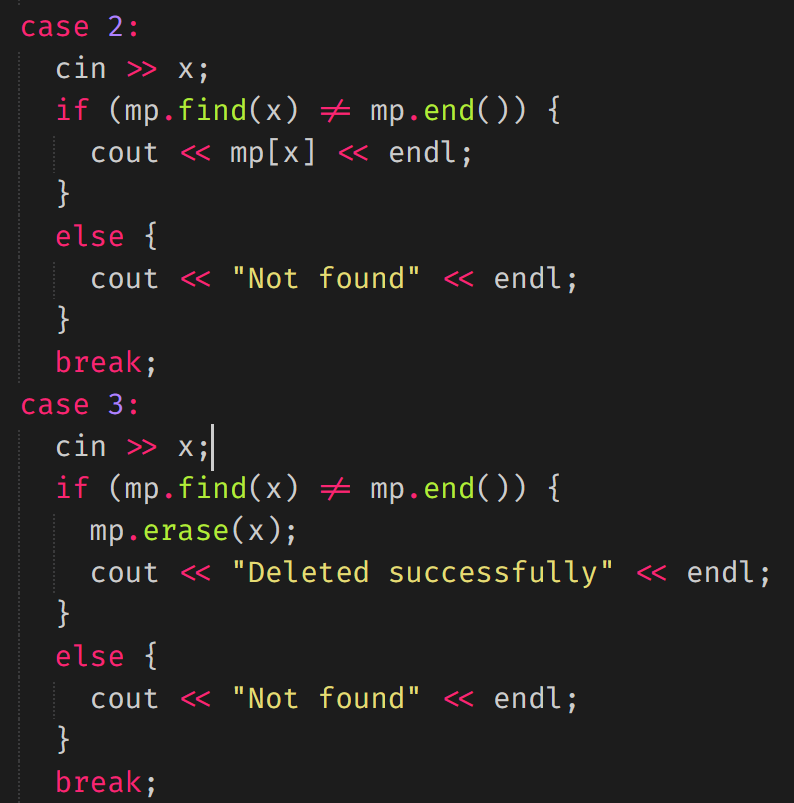 case 2:
cin >> x;
if (mp.find(x) != mp.end()) {
cout << mp[x] << endl;
}
else {
cout << "Not found" << endl;
}
break;
case 3:
cin >> x;
if (mp.find(x) != mp.end()) {
mp.erase(x);
cout << "Deleted successfully" << endl;
}
else {
cout << "Not found" << endl;
}
break;